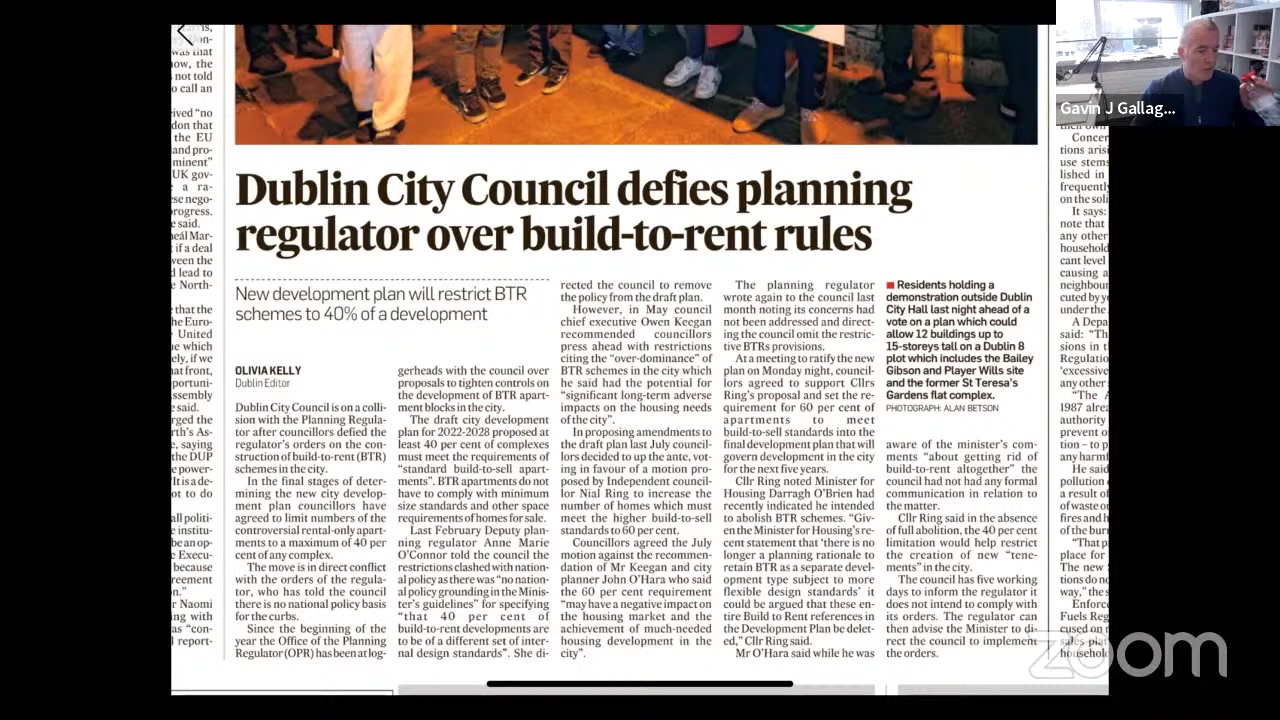 Gavin J Gallag...
Dublin City Council defies planning
regulator over build-to-rent rules
New development plan will restrict BTR
schemes to 40% of a development
OLIVIA KELLY
Dublin Editor
Dublin City Council is on a colli-
sion with the Planning Regula-
tor after councillors defied the
regulator's orders on the con-
struction of build-to-rent (BTR)
schemes in the city.
In the final stages of deter-
mining the new city develop-
ment plan councillors have
agreed to limit numbers of the
controversial rental-only apart-
ments to a maximum of 40 per
cent of any complex.
The move is in direct conflict
with the orders of the regula-
tor, who has told the council
there is no national policy basis
for the curbs.
Since the beginning of the
year the Office of the Planning
Regulator (OPR) has been at log-
gerheads with the council over
proposals to tighten controls on
the development of BTR apart-
ment blocks in the city.
The draft city development
plan for 2022-2028 proposed at
least 40 per cent of complexes
must meet the requirements of
"standard build-to-sell apart-
ments". BTR apartments do not
have to comply with minimum
size standards and other space
requirements of homes for sale.
Last February Deputy plan-
ning regulator Anne Marie
O'Connor told the council the
restrictions clashed with nation-
al policy as there was "no nation-
al policy grounding in the Minis-
ter's guidelines" for specifying
"that 40 per cent of
build-to-rent developments are
to be of a different set of inter-
nal design standards". She di-
rected the council to remove
the policy from the draft plan.
However, in May council
chief executive Owen Keegan
recommended councillors
press ahead with restrictions
citing the "over-dominance" of
BTR schemes in the city which
he said had the potential for
"significant long-term adverse
impacts on the housing needs
of the city".
In proposing amendments to
the draft plan last July council-
lors decided to up the ante, vot-
ing in favour of a motion pro-
posed by Independent council-
lor Nial Ring to increase the
number of homes which must
meet the higher build-to-sell
standards to 60 per cent.
Councillors agreed the July
motion against the recommen-
dation of Mr Keegan and city
planner John O'Hara who said
the 60 per cent requirement
"may have a negative impact on
the housing market and the
achievement of much-needed
housing development in the
city".
The planning regulator
wrote again to the council last
month noting its concerns had
not been addressed and direct-
ing the council omit the restric-
tive BTRs provisions.
At a meeting to ratify the new
plan on Monday night, council-
lors agreed to support Cllrs
Ring's proposal and set the re-
quirement for 60 per cent of
apartments to meet
build-to-sell standards into the
final development plan that will
govern development in the city
for the next five years.
Cllr Ring noted Minister for
Housing Darragh O'Brien had
recently indicated he intended
to abolish BTR schemes. "Giv-
en the Minister for Housing's re-
cent statement that 'there is no
longer a planning rationale to
retain BTR as a separate devel-
opment type subject to more
flexible design standards' it
could be argued that these en-
tire Build to Rent references in
the Development Plan be delet-
ed," Cllr Ring said.
Mr O'Hara said while he was
Residents holding a
demonstration outside Dublin
City Hall last night ahead of a
vote on a plan which could
allow 12 buildings up to
15-storeys tall on a Dublin 8
plot which includes the Bailey
Gibson and Player Wills site
and the former St Teresa's
Gardens flat complex.
PHOTOGRAPH: ALAN BETSON
aware of the minister's com-
ments "about getting rid of
build-to-rent altogether" the
council had not had any formal
communication in relation to
the matter.
Cllr Ring said in the absence
of full abolition, the 40 per cent
limitation would help restrict
the creation of new "tene-
ments" in the city.
The council has five working
days to inform the regulator it
does not intend to comply with
its orders. The regulator can
then advise the Minister to di-
rect the council to implement
the orders.
zoom